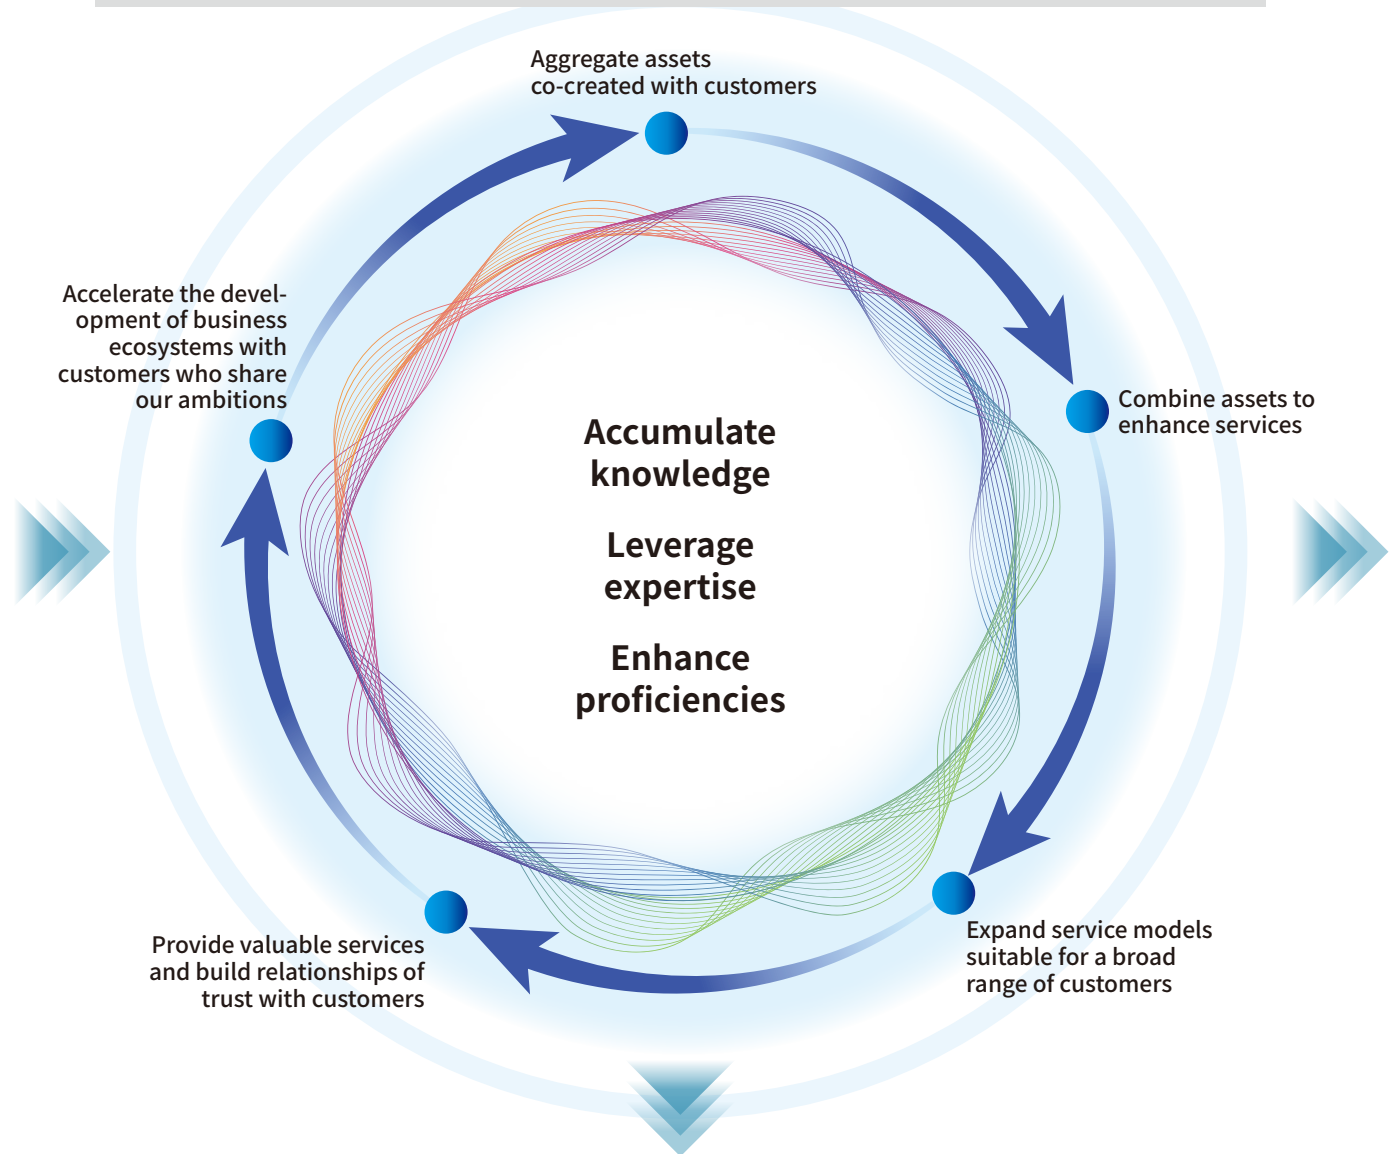 Aggregate assets
co-created with customers
Combine assets to
enhance services
Expand service models
suitable for a broad
range of customers
Provide valuable services
and build relationships of
trust with customers
Accelerate the devel-
opment of business
ecosystems with
customers who share
our ambitions
Accumulate
knowledge
Leverage
expertise
Enhance
proficiencies